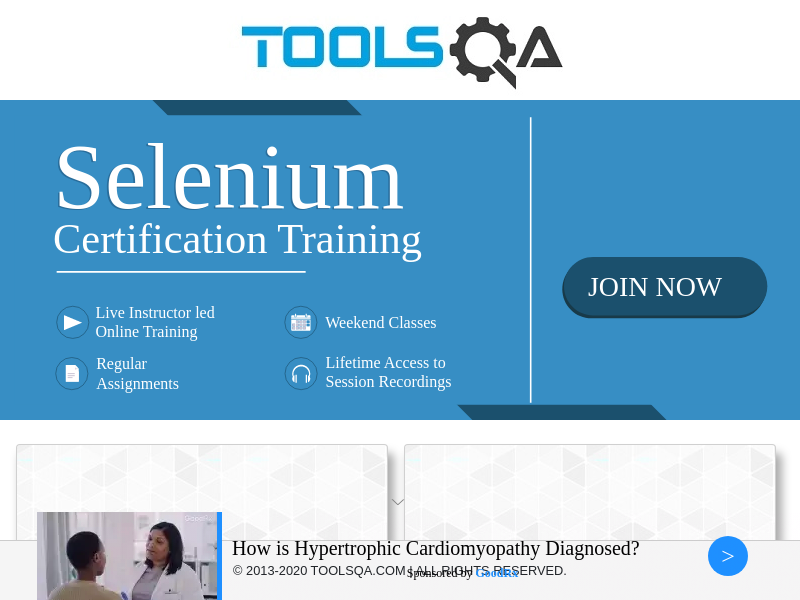 TOOLSQA
Selenium
Certification Training
Live Instructor led
Online Training
Weekend Classes
Regular
Assignments
Lifetime Access to
Session Recordings
JOIN NOW
How is Hypertrophic Cardiomyopathy Diagnosed?
© 2013-2020 TOOLSQA.COM | ALL RIGHTS RESERVED.
Sponsored by GoodRx
>